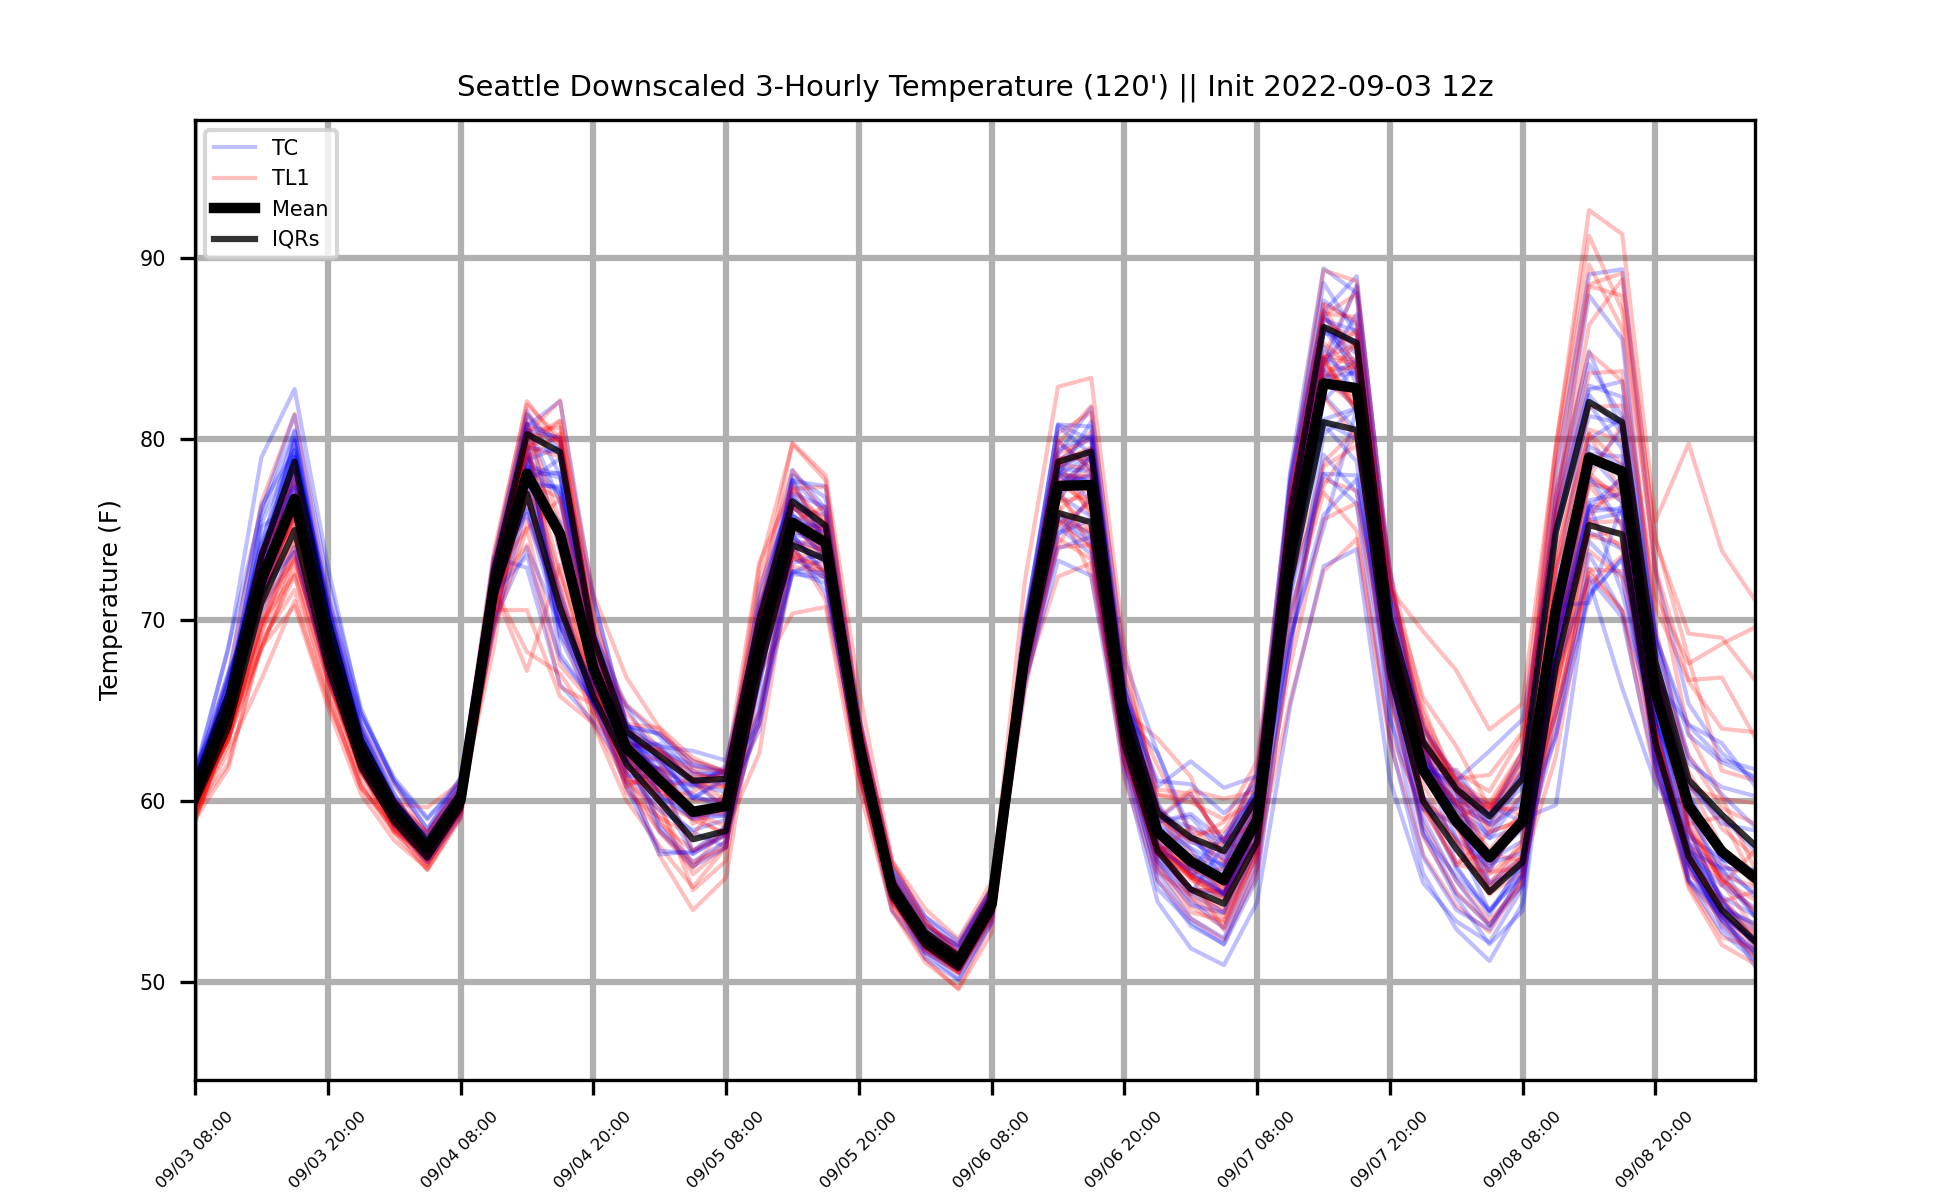 Seattle Downscaled 3-Hourly Temperature (120') || Init 2022-09-03 12z
TC
TL1
Mean
IQRs
Temperature (F)
90
80
70
60
50
09/03 08:00
09/03 20:00
09/04 08:00
09/04 20:00
09/05 08:00
09/05 20:00
09/06 08:00
09/06 20:00
09/07 08:00
09/07 20:00
09/08 08:00
09/08 20:00